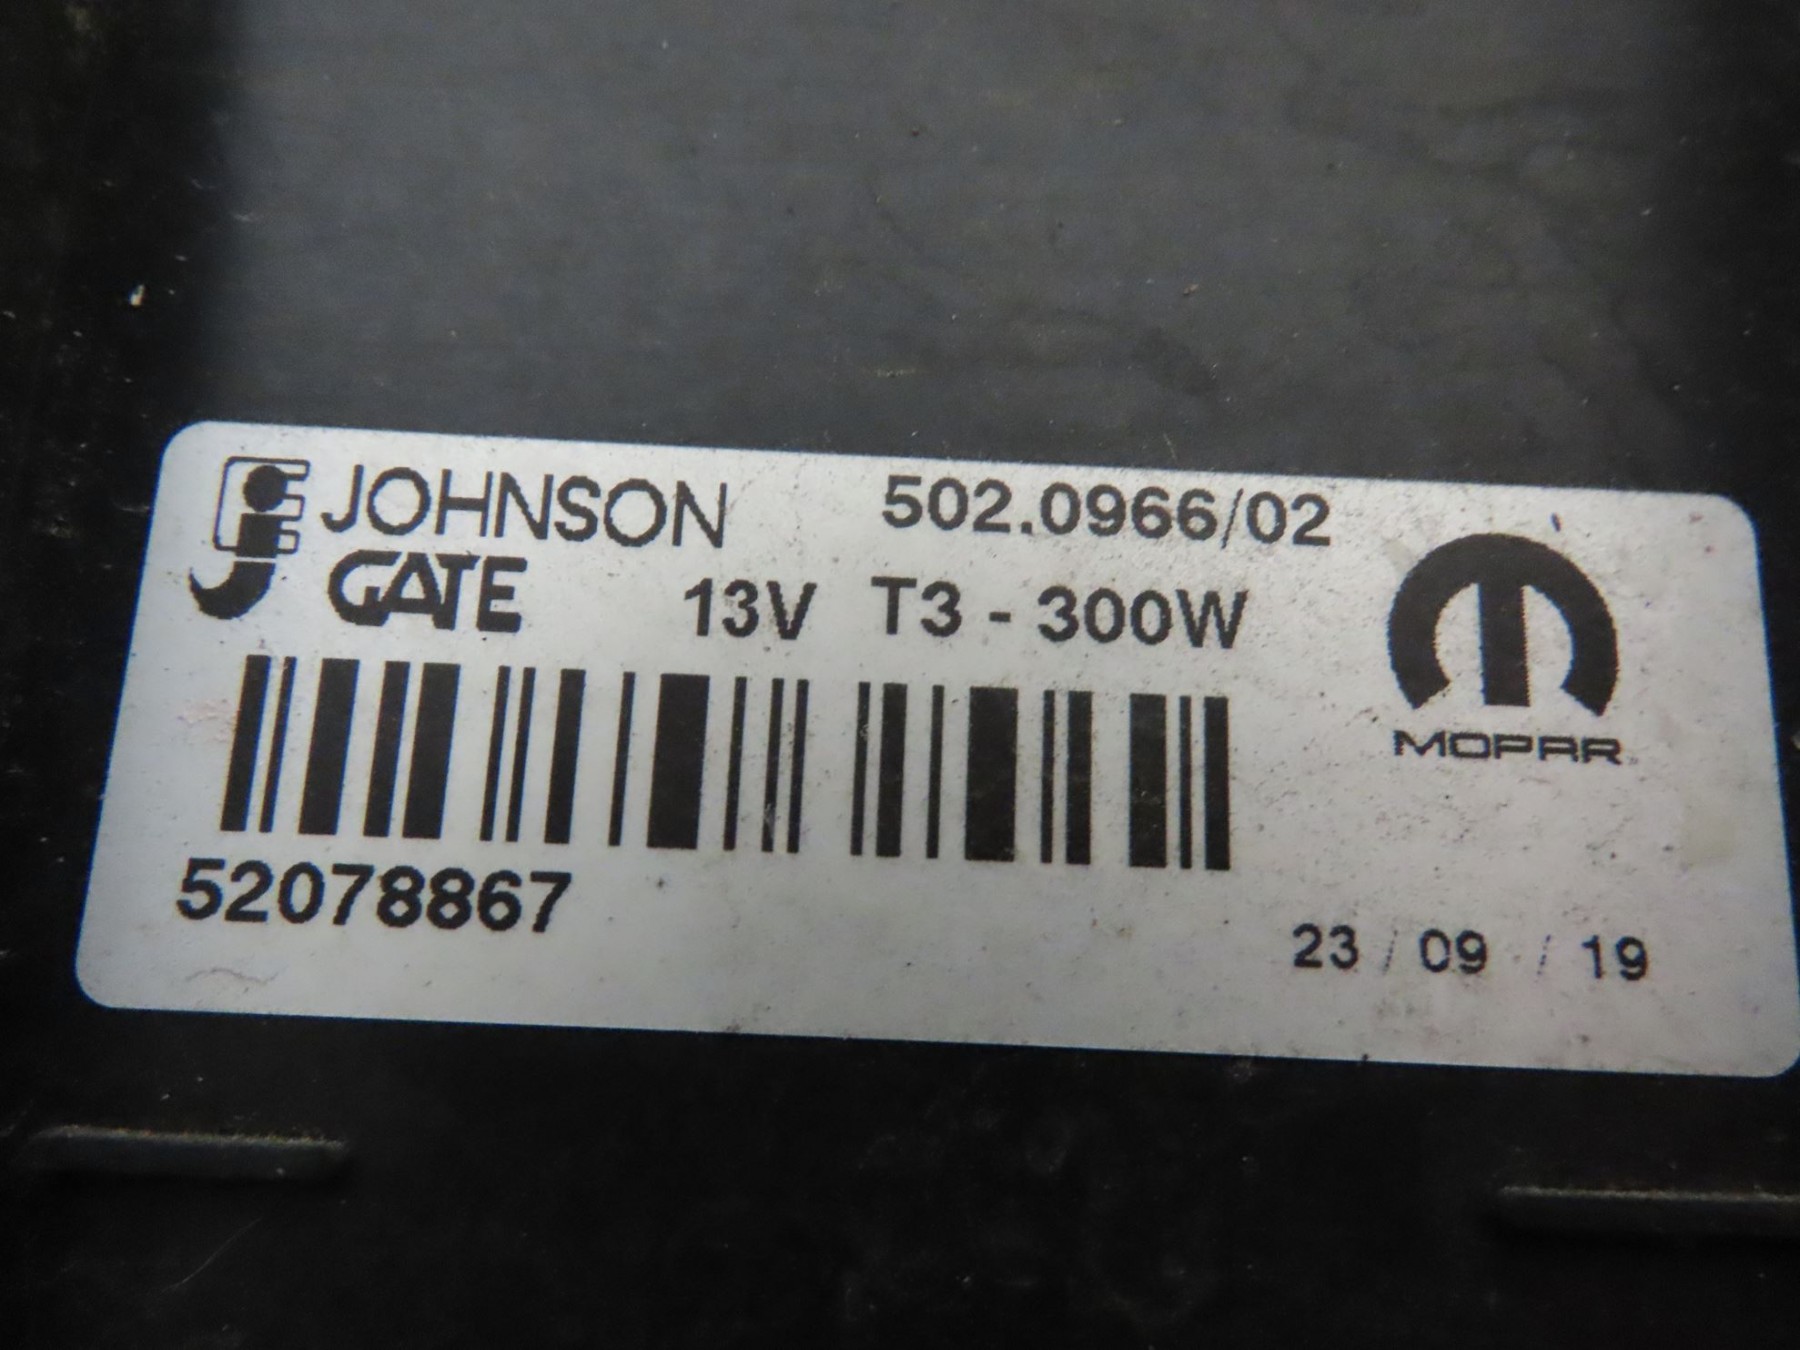 JOHNSON 502.0966/02
GATE 13V T3 - 300W
MOPAR
52078867
23 / 09 / 19